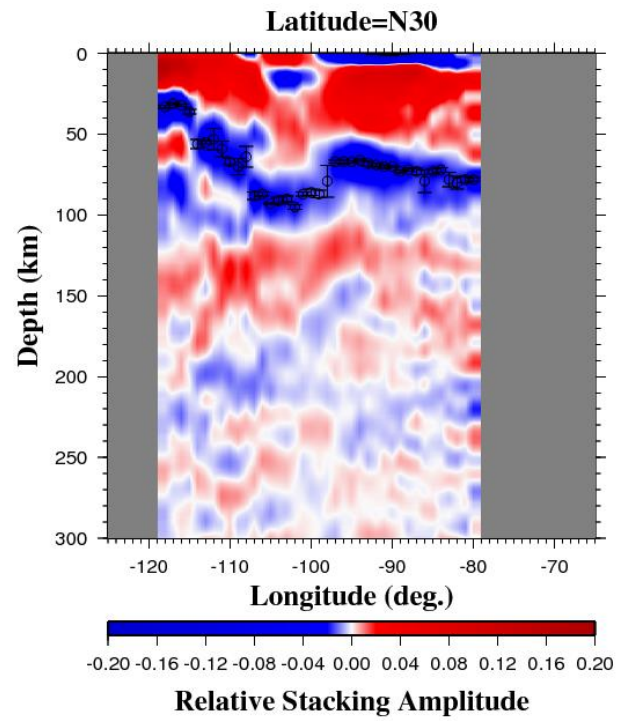 Latitude=N30
0
50
100
150
200
250
300
Depth (km)
-120 -110 -100 -90 -80 -70
Longitude (deg.)
-0.20 -0.16 -0.12 -0.08 -0.04 0.00 0.04 0.08 0.12 0.16 0.20
Relative Stacking Amplitude